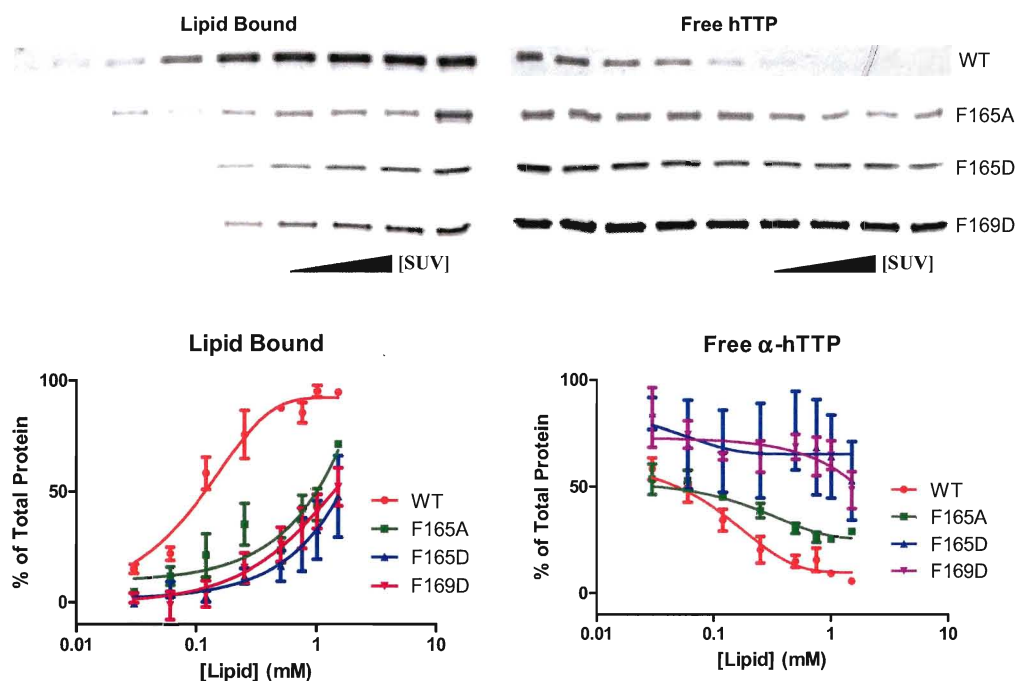 Lipid Bound
Free hTTP
WT
F165A
F165D
F169D
[SUV]
[SUV]
Lipid Bound
% of Total Protein
100
50
0
0.01
0.1
1
10
[Lipid] (mM)
WT
F165A
F165D
F169D
Free α-hTTP
% of Total Protein
100
50
0
0.01
0.1
1
10
[Lipid] (mM)
WT
F165A
F165D
F169D